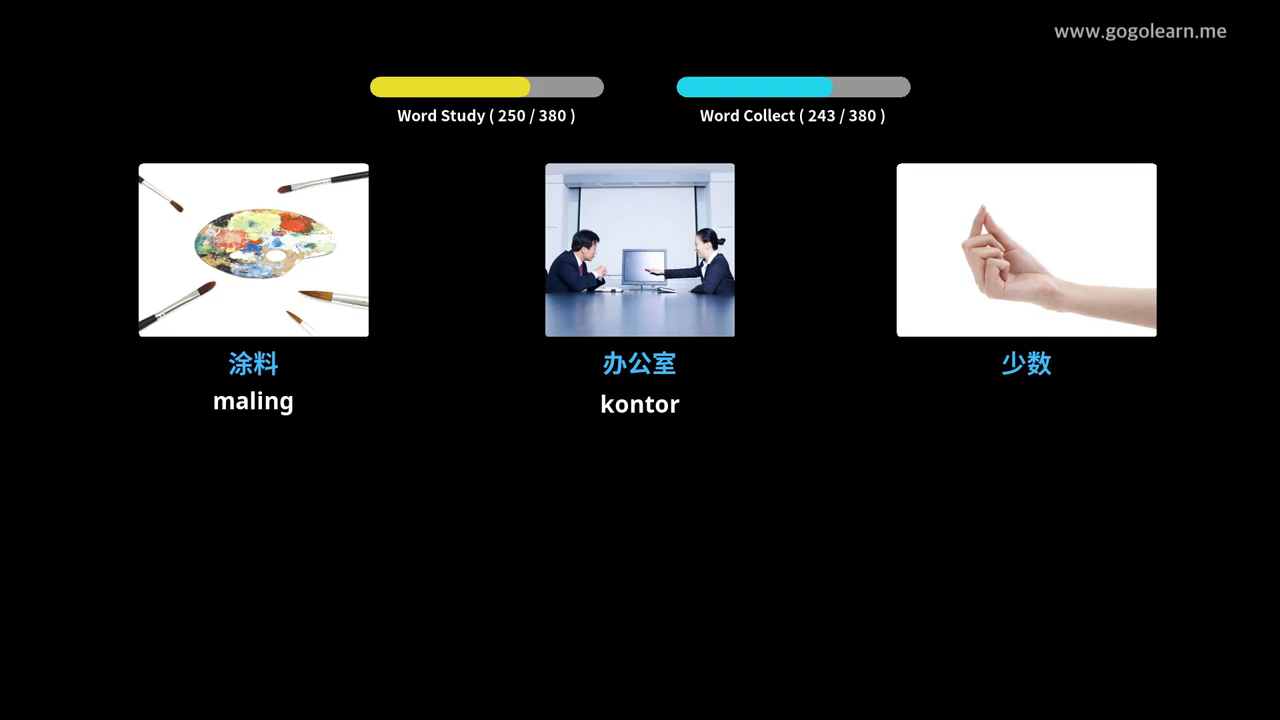 www.gogolearn.me
Word Study ( 250 / 380 )
Word Collect ( 243 / 380 )
涂料
办公室
少数
maling
kontor